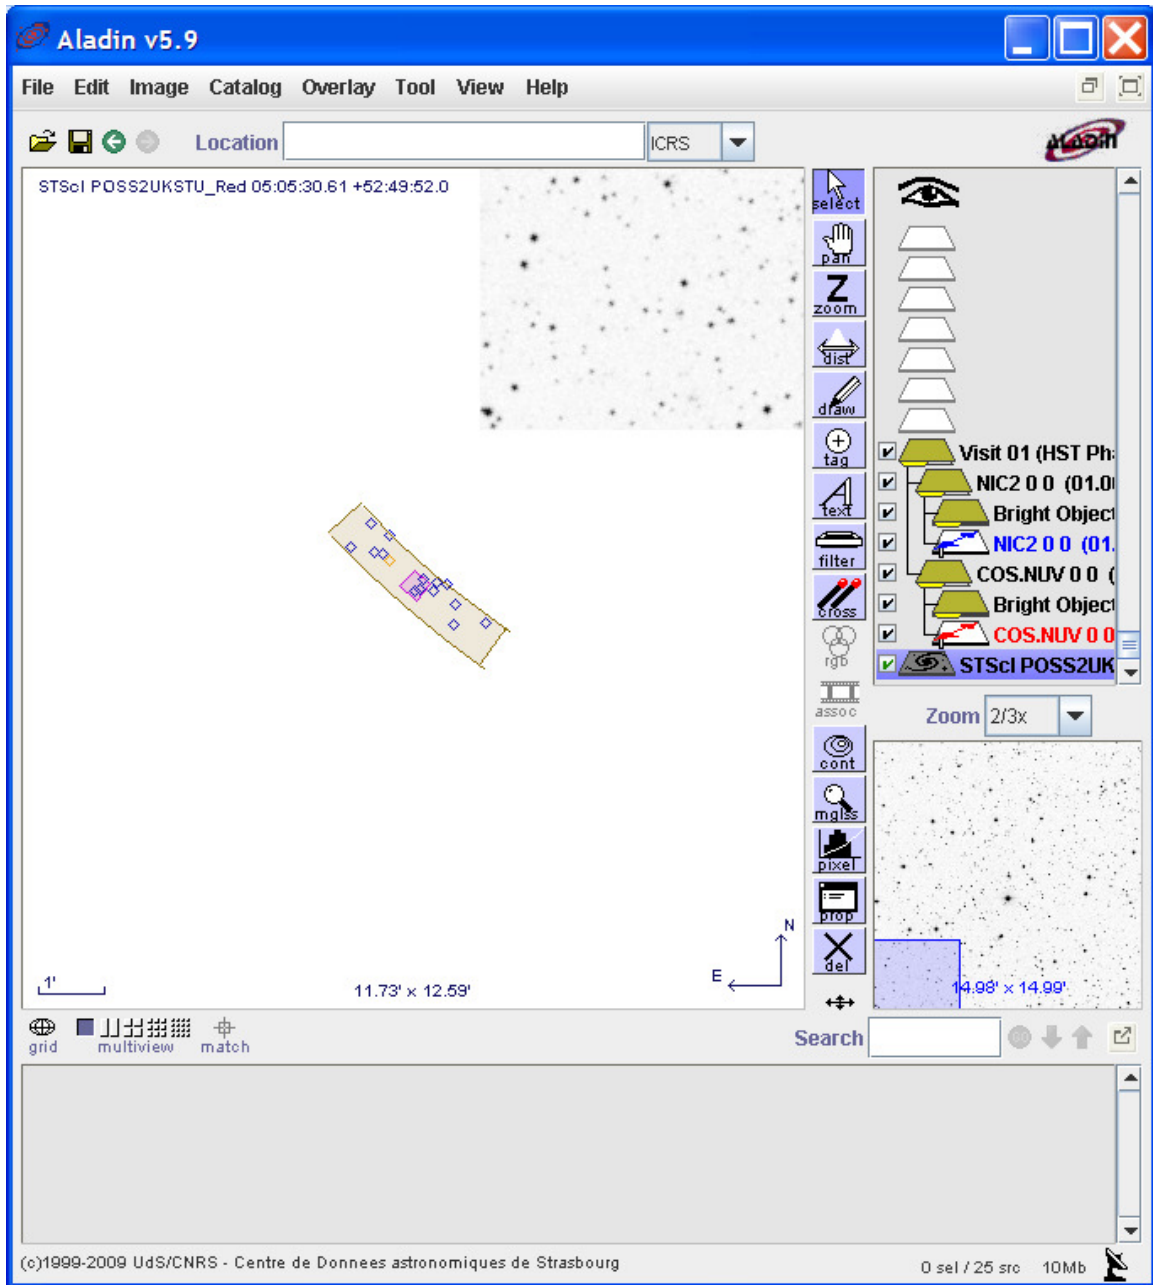 Aladin v5.9
File Edit Image Catalog Overlay Tool View Help
Location ICRS ALADIN
STScI POSS2UKSTU_Red 05:05:30.61 +52:49:52.0
select
pan
Z
zoom
dist
draw
tag
A
text
filter
cross
rgb
assoc
cont
mglss
pixel
prop
del
Visit 01 (HST Pha
NIC2 0 0 (01.0
Bright Object
NIC2 0 0 (01.
COS.NUV 0 0 (
Bright Object
COS.NUV 0 0
STScI POSS2UK
Zoom 2/3x
14.98' x 14.99'
N
E
1'
11.73' x 12.59'
grid multiview match
Search GO
(c)1999-2009 UdS/CNRS - Centre de Donnees astronomiques de Strasbourg
0 sel / 25 src 10Mb